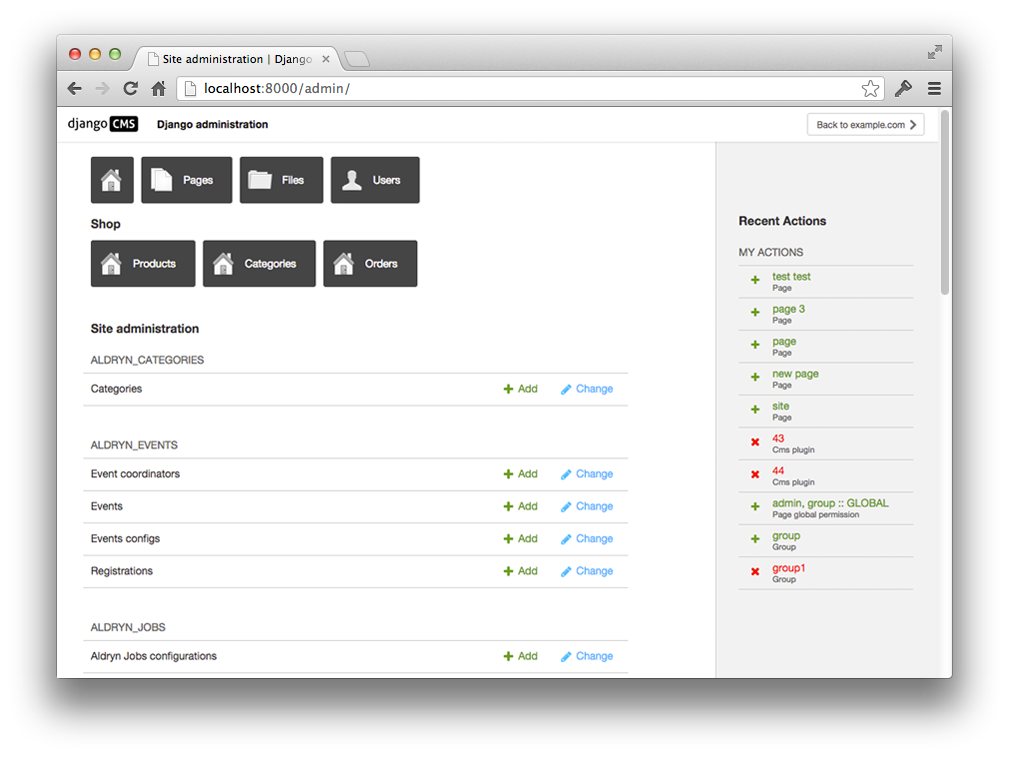 Site administration | Django
localhost:8000/admin/
django CMS
Django administration
Back to example.com
Pages
Files
Users
Shop
Products
Categories
Orders
Site administration
ALDRYN_CATEGORIES
Categories Add Change
ALDRYN_EVENTS
Event coordinators Add Change
Events Add Change
Events configs Add Change
Registrations Add Change
ALDRYN_JOBS
Aldryn Jobs configurations Add Change
Recent Actions
MY ACTIONS
test test
Page
page 3
Page
page
Page
new page
Page
site
Page
43
Cms plugin
44
Cms plugin
admin, group :: GLOBAL
Page global permission
group
Group
group1
Group